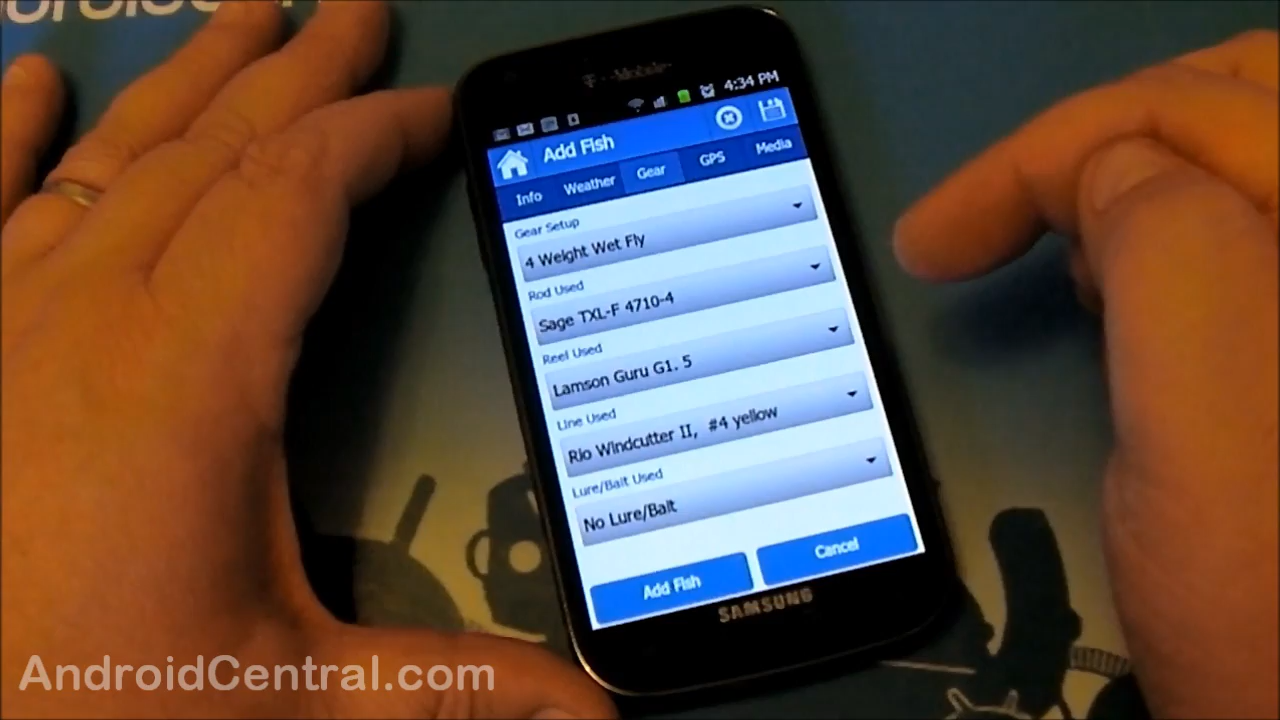 T-Mobile
4:34 PM
Add Fish
Info Weather Gear GPS Media
Gear Setup
4 Weight Wet Fly
Rod Used
Sage TXL-F 4710-4
Reel Used
Lamson Guru G1. 5
Line Used
Rio Windcutter II, #4 yellow
Lure/Bait Used
No Lure/Bait
Add Fish Cancel
SAMSUNG
AndroidCentral.com